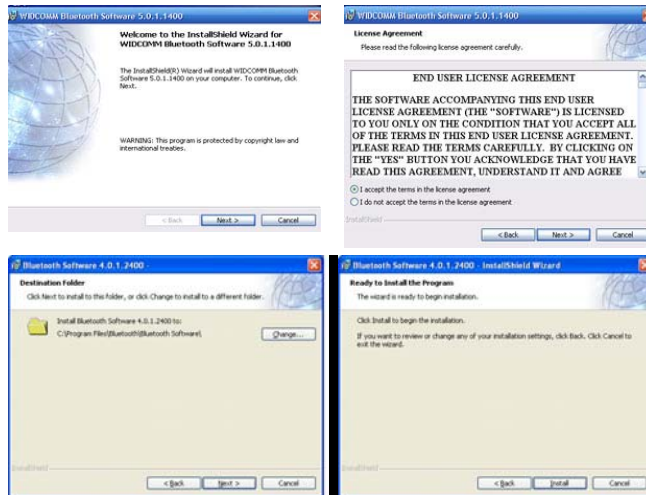 WIDCOMM Bluetooth Software 5.0.1.1400
Welcome to the InstallShield Wizard for
WIDCOMM Bluetooth Software 5.0.1.1400
The InstallShield(R) Wizard will install WIDCOMM Bluetooth
Software 5.0.1.1400 on your computer. To continue, click
Next.
WARNING: This program is protected by copyright law and
international treaties.
< Back
Next >
Cancel
WIDCOMM Bluetooth Software 5.0.1.1400
License Agreement
Please read the following license agreement carefully.
END USER LICENSE AGREEMENT
THE SOFTWARE ACCOMPANYING THIS END USER
LICENSE AGREEMENT (THE "SOFTWARE") IS LICENSED
TO YOU ONLY ON THE CONDITION THAT YOU ACCEPT ALL
OF THE TERMS IN THIS END USER LICENSE AGREEMENT.
PLEASE READ THE TERMS CAREFULLY. BY CLICKING ON
THE "YES" BUTTON YOU ACKNOWLEDGE THAT YOU HAVE
READ THIS AGREEMENT, UNDERSTAND IT AND AGREE
I accept the terms in the license agreement
I do not accept the terms in the license agreement
InstallShield
< Back
Next >
Cancel
Bluetooth Software 4.0.1.2400 -
Destination Folder
Click Next to install to this folder, or click Change to install to a different folder.
Install Bluetooth Software 4.0.1.2400 to:
C:\Program Files\Bluetooth\Bluetooth Software\
Change...
InstallShield
< Back
Next >
Cancel
Bluetooth Software 4.0.1.2400 - InstallShield Wizard
Ready to Install the Program
The wizard is ready to begin installation.
Click Install to begin the installation.
If you want to review or change any of your installation settings, click Back. Click Cancel to
exit the wizard.
InstallShield
< Back
Install
Cancel